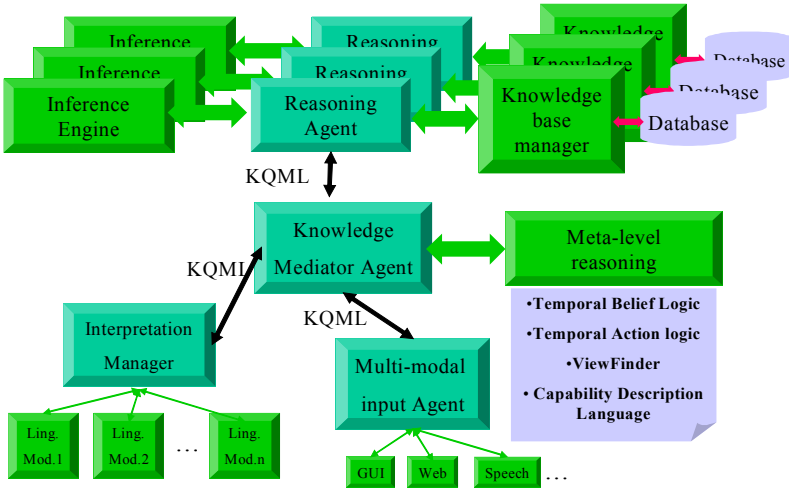 Inference
Reasoning
Knowledge
Database
Inference
Reasoning
Knowledge
Database
Inference
Engine
Reasoning
Agent
Knowledge
base
manager
Database
KQML
Knowledge
Mediator Agent
Meta-level
reasoning
KQML
KQML
•Temporal Belief Logic
•Temporal Action logic
•ViewFinder
• Capability Description
Language
Interpretation
Manager
Multi-modal
input Agent
Ling.
Mod.1
Ling.
Mod.2
...
Ling.
Mod.n
GUI
Web
Speech
...